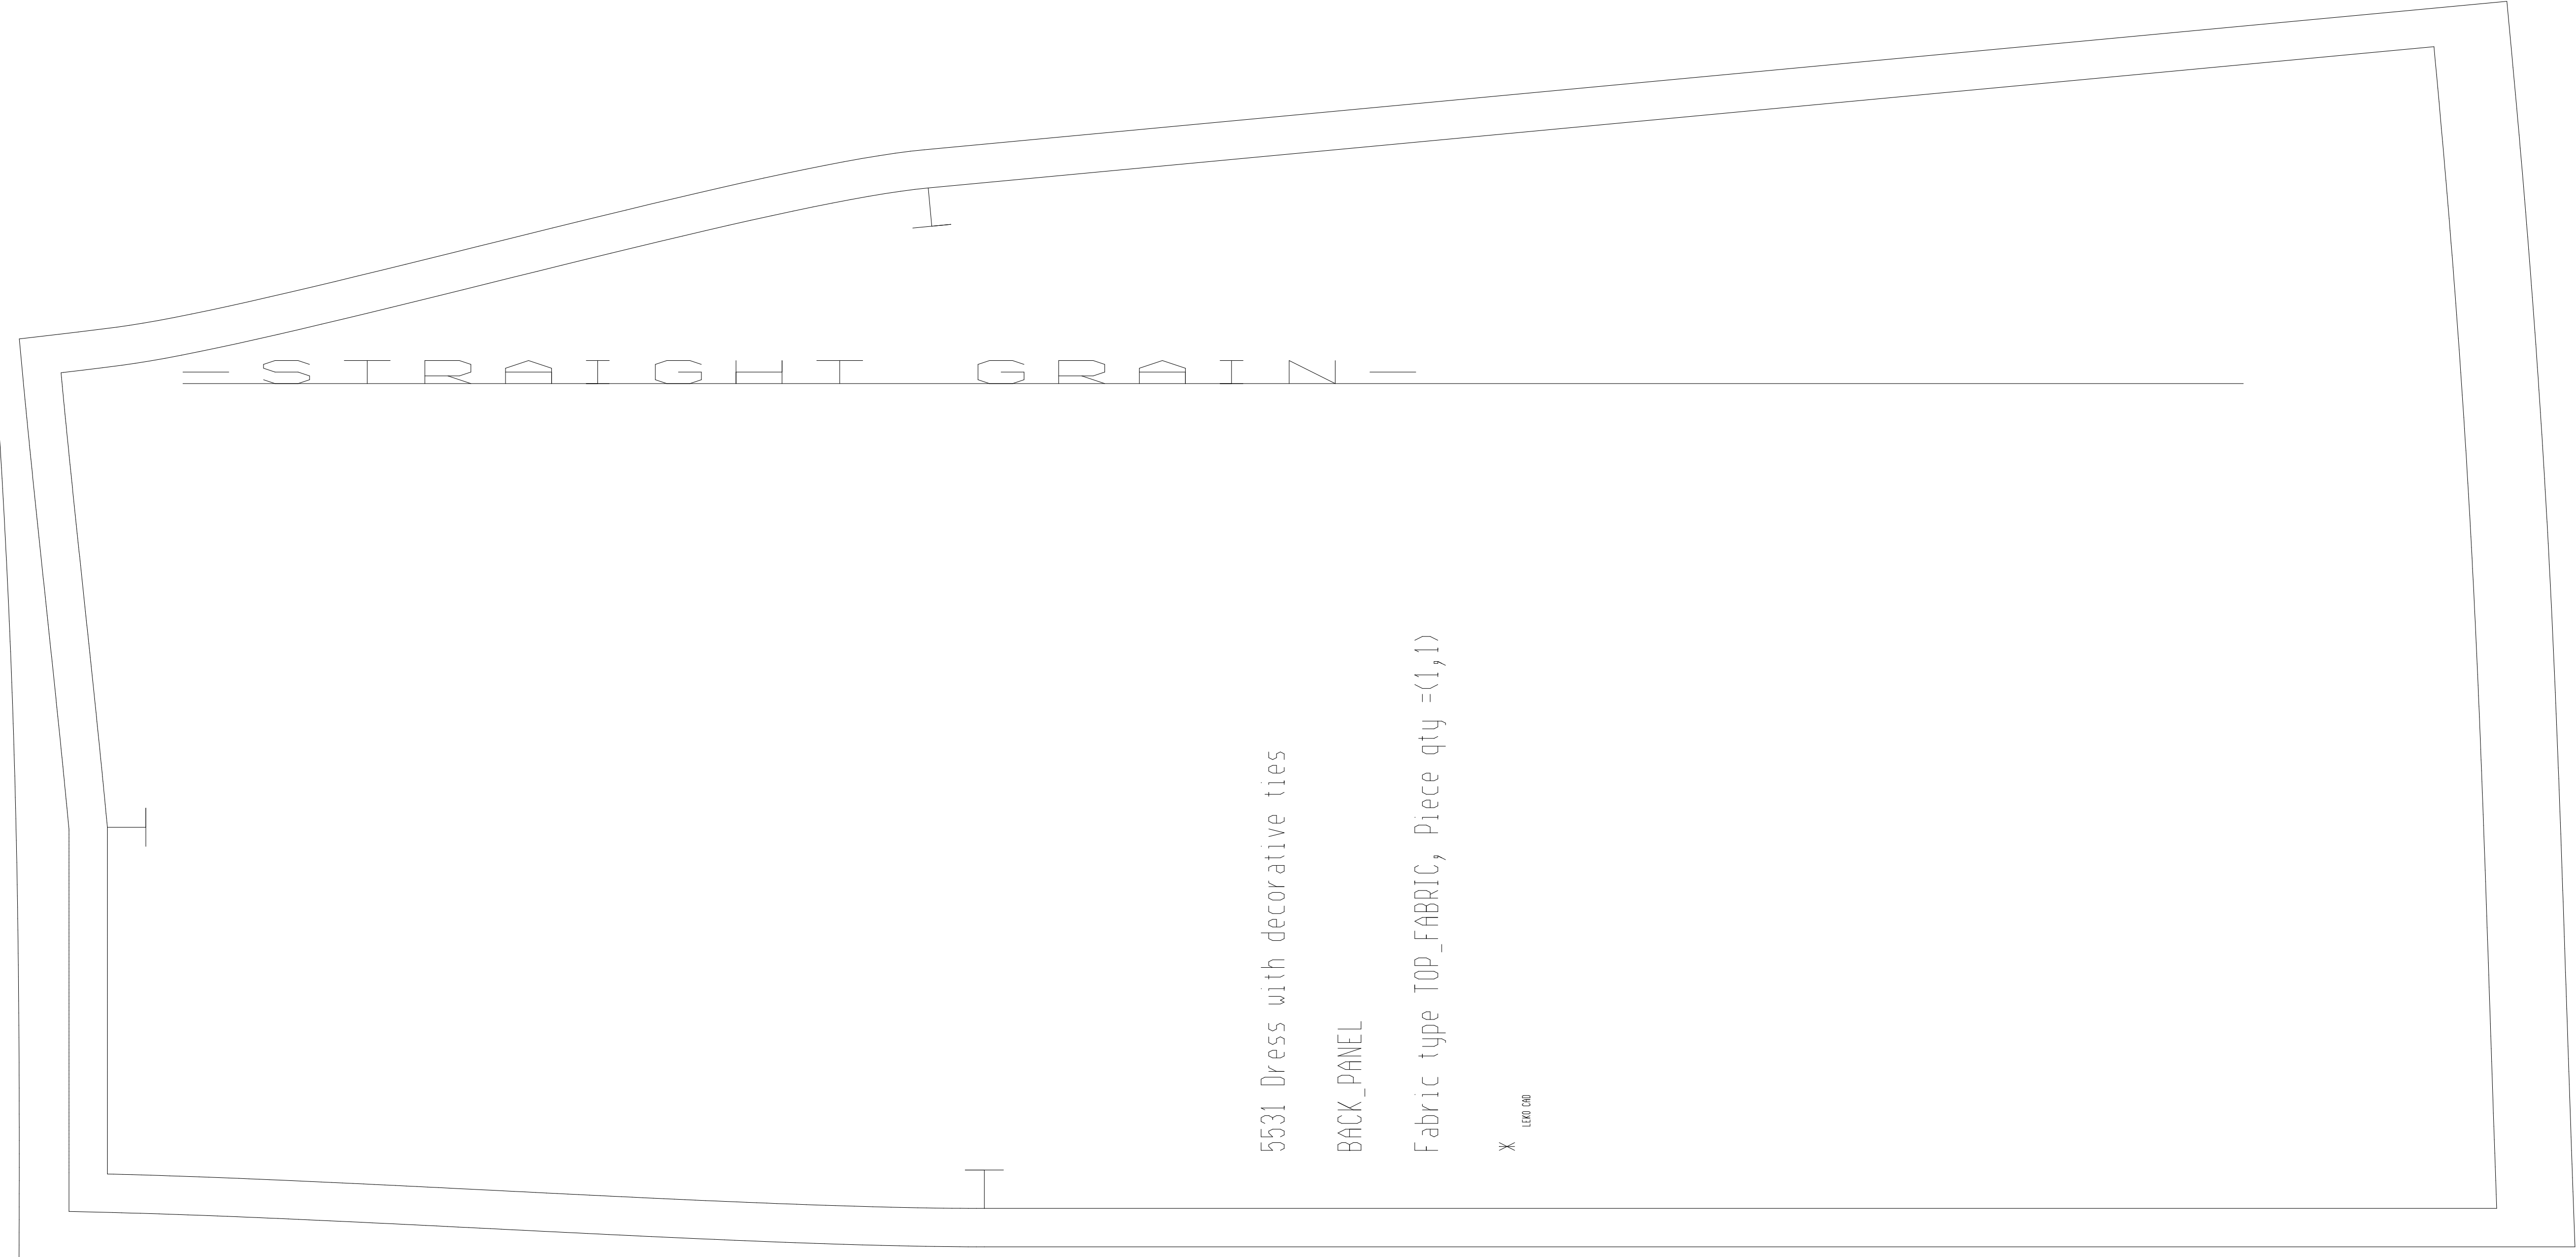 -STRAIGHT GRAIN-
5531 Dress with decorative ties
BACK_PANEL
Fabric type TOP_FABRIC, Piece qty =(1,1)
*
LEKO CAD